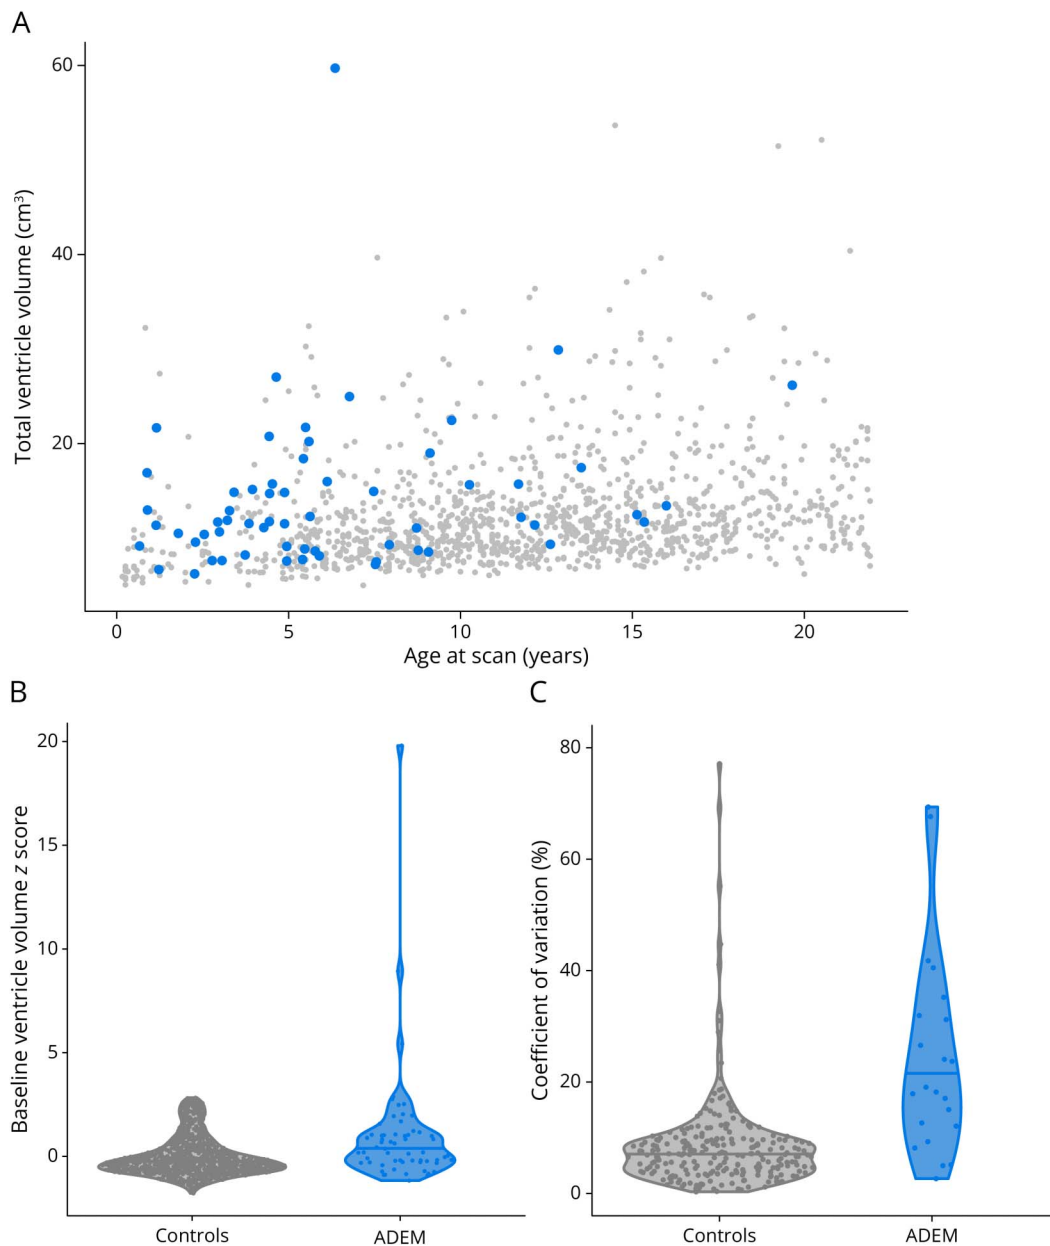 A
Total ventricle volume (cm³)
60
40
20
0 5 10 15 20
Age at scan (years)
B
Baseline ventricle volume z score
20
15
10
5
0
Controls ADEM
C
Coefficient of variation (%)
80
60
40
20
0
Controls ADEM